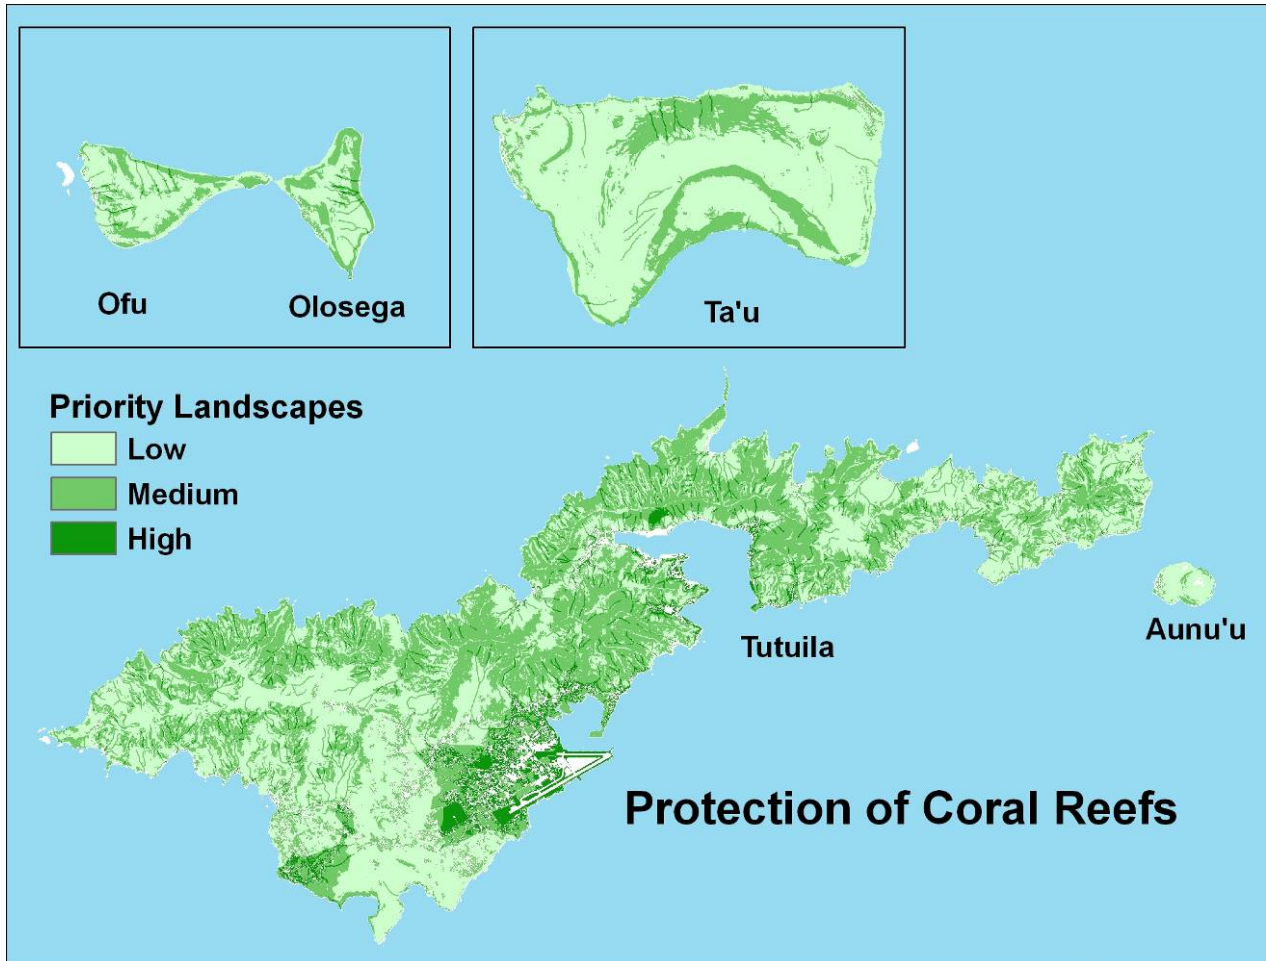 Ofu
Olosega
Ta'u
Priority Landscapes
Low
Medium
High
Tutuila
Aunu'u
Protection of Coral Reefs